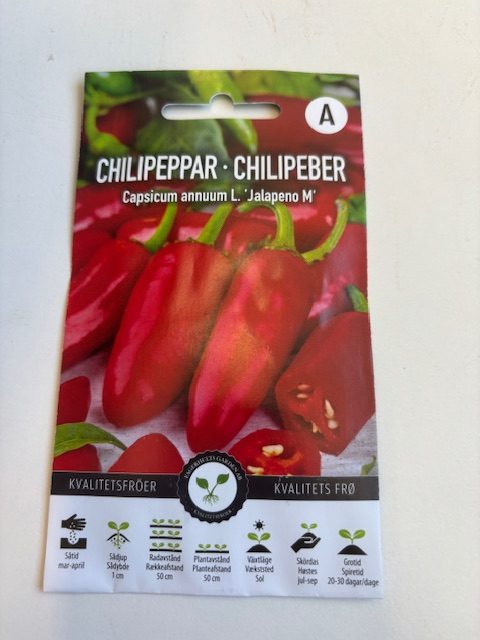 A
CHILIPEPPAR · CHILIPEBER
Capsicum annuum L. 'Jalapeno M'
KVALITETSFRÖER
KVALITETS FRØ
Såtid
mar-april
Sådjup
Sådybde
1 cm
Radavstånd
Rækkeafstand
50 cm
Plantavstånd
Planteafstand
50 cm
Växtläge
Vækststed
Sol
Skördas
Høstes
jul-sep
Grotid
Spiretid
20-30 dagar/dage